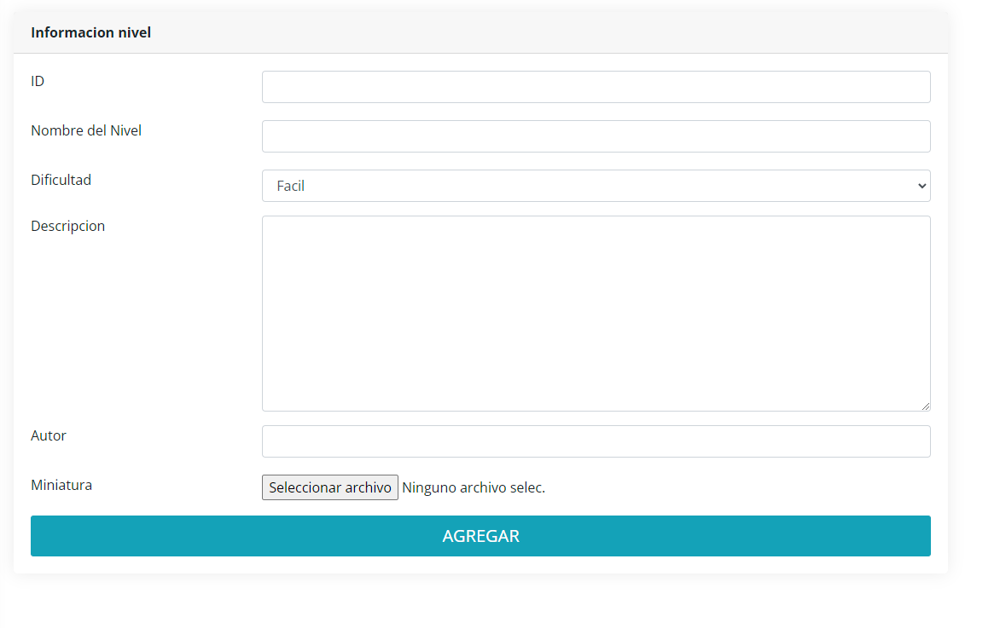 Informacion nivel
ID
Nombre del Nivel
Dificultad
Facil
Descripcion
Autor
Miniatura
Seleccionar archivo Ninguno archivo selec.
AGREGAR